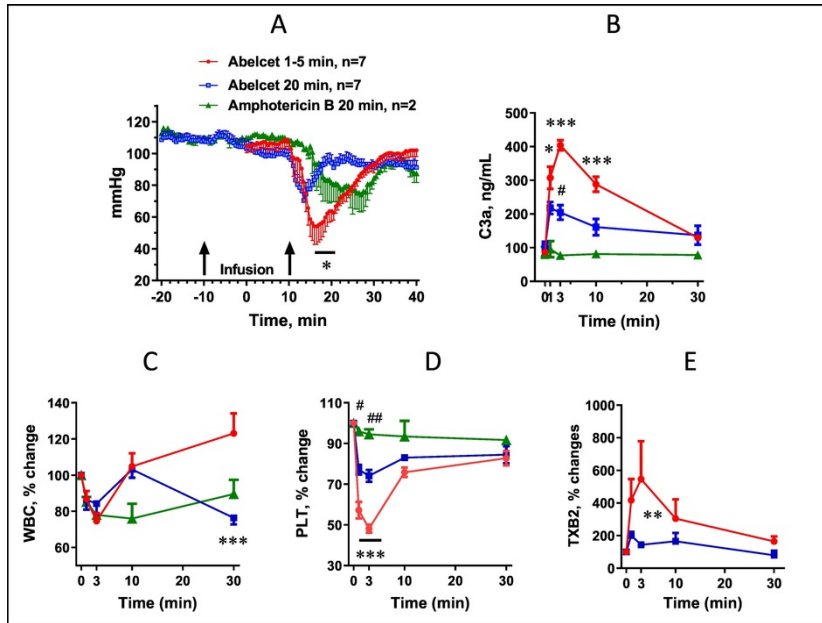 A
Abelcet 1-5 min, n=7
Abelcet 20 min, n=7
Amphotericin B 20 min, n=2
mmHg
120
100
80
60
40
20
Infusion
*
-20 -10 0 10 20 30 40
Time, min
B
C3a, ng/mL
500
400
300
200
100
0
*
***
#
***
0 1 3 10 30
Time (min)
C
WBC, % change
140
120
100
80
60
***
0 3 10 20 30
Time (min)
D
PLT, % change
110
90
70
50
30
#
##
***
0 3 10 30
Time (min)
E
TXB2, % changes
1000
800
600
400
200
0
**
0 3 10 30
Time (min)